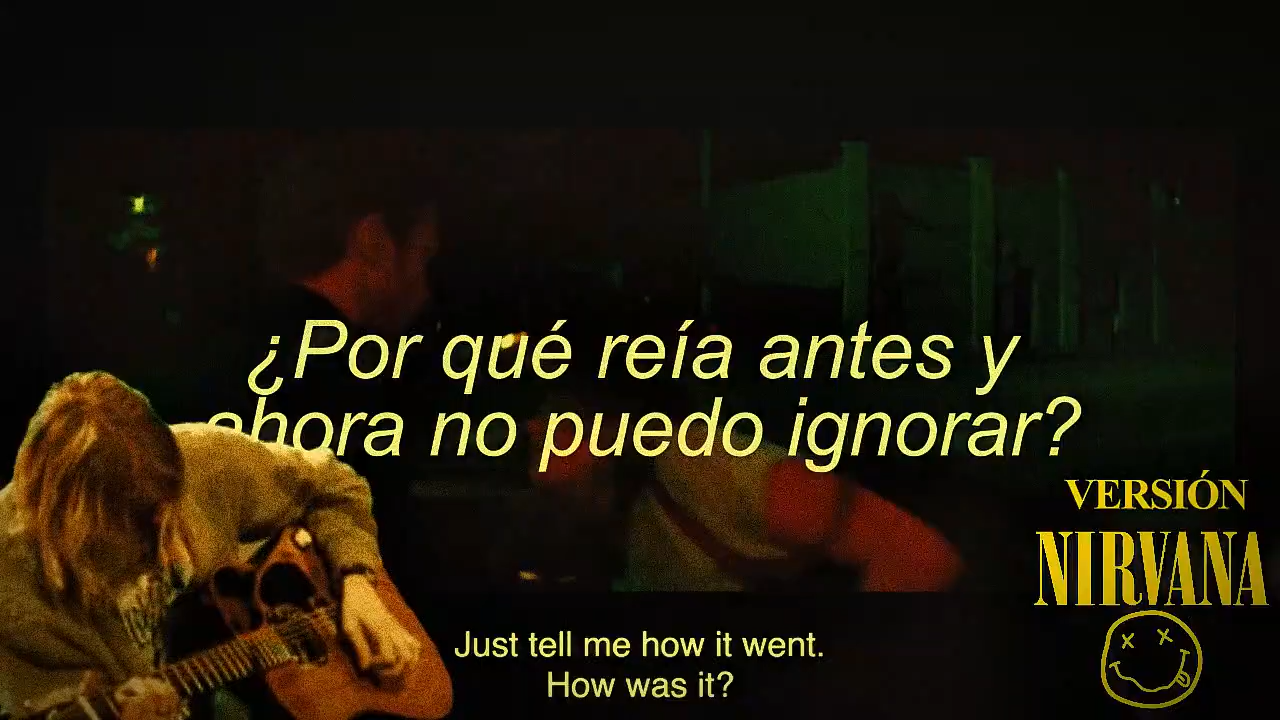 ¿Por qué reía antes y
ahora no puedo ignorar?
VERSIÓN
NIRVANA
Just tell me how it went.
How was it?